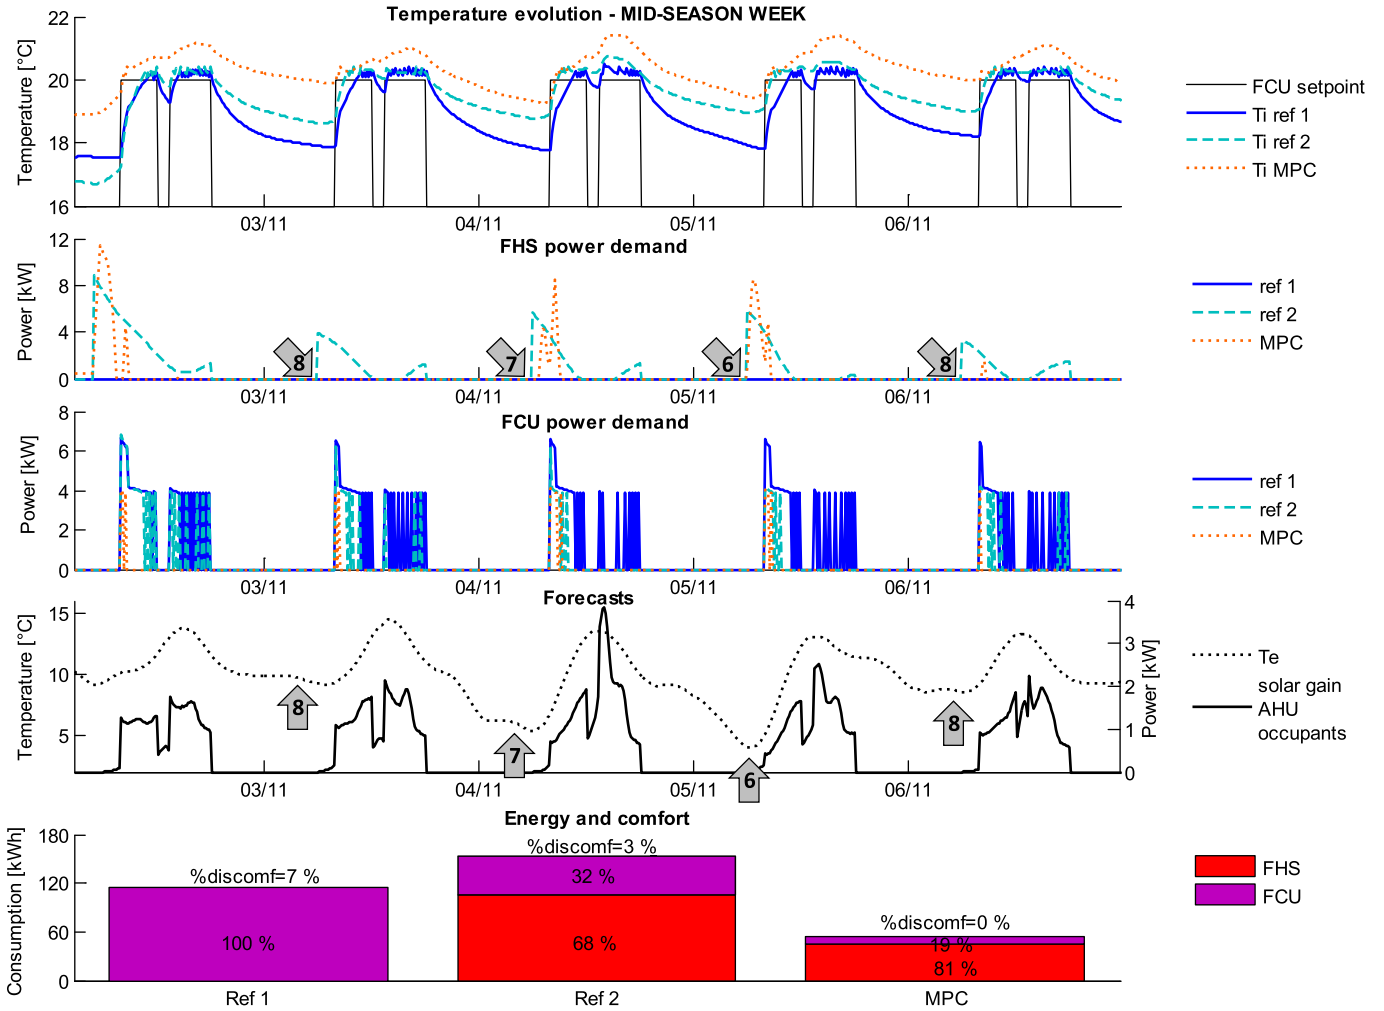 Temperature evolution - MID-SEASON WEEK
Temperature [°C]
22
20
18
16
03/11
04/11
05/11
06/11
FCU setpoint
Ti ref 1
Ti ref 2
Ti MPC
FHS power demand
Power [kW]
12
8
4
0
8
7
6
8
03/11
04/11
05/11
06/11
ref 1
ref 2
MPC
FCU power demand
Power [kW]
8
6
4
2
0
03/11
04/11
05/11
06/11
ref 1
ref 2
MPC
Forecasts
Temperature [°C]
15
10
5
4
3
2
1
0
Power [kW]
8
7
6
8
03/11
04/11
05/11
06/11
Te
solar gain
AHU
occupants
Energy and comfort
Consumption [kWh]
180
120
60
0
%discomf=7 %
100 %
%discomf=3 %
32 %
68 %
%discomf=0 %
19 %
81 %
Ref 1
Ref 2
MPC
FHS
FCU